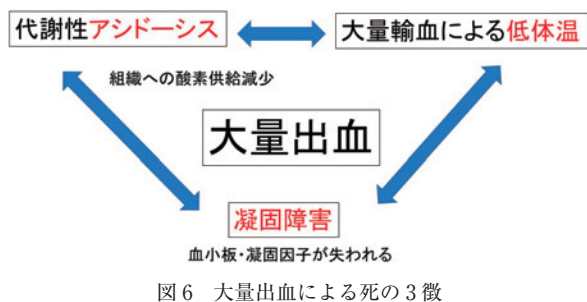 代謝性アシドーシス
大量輸血による低体温
組織への酸素供給減少
大量出血
凝固障害
血小板・凝固因子が失われる
図6 大量出血による死の3徴